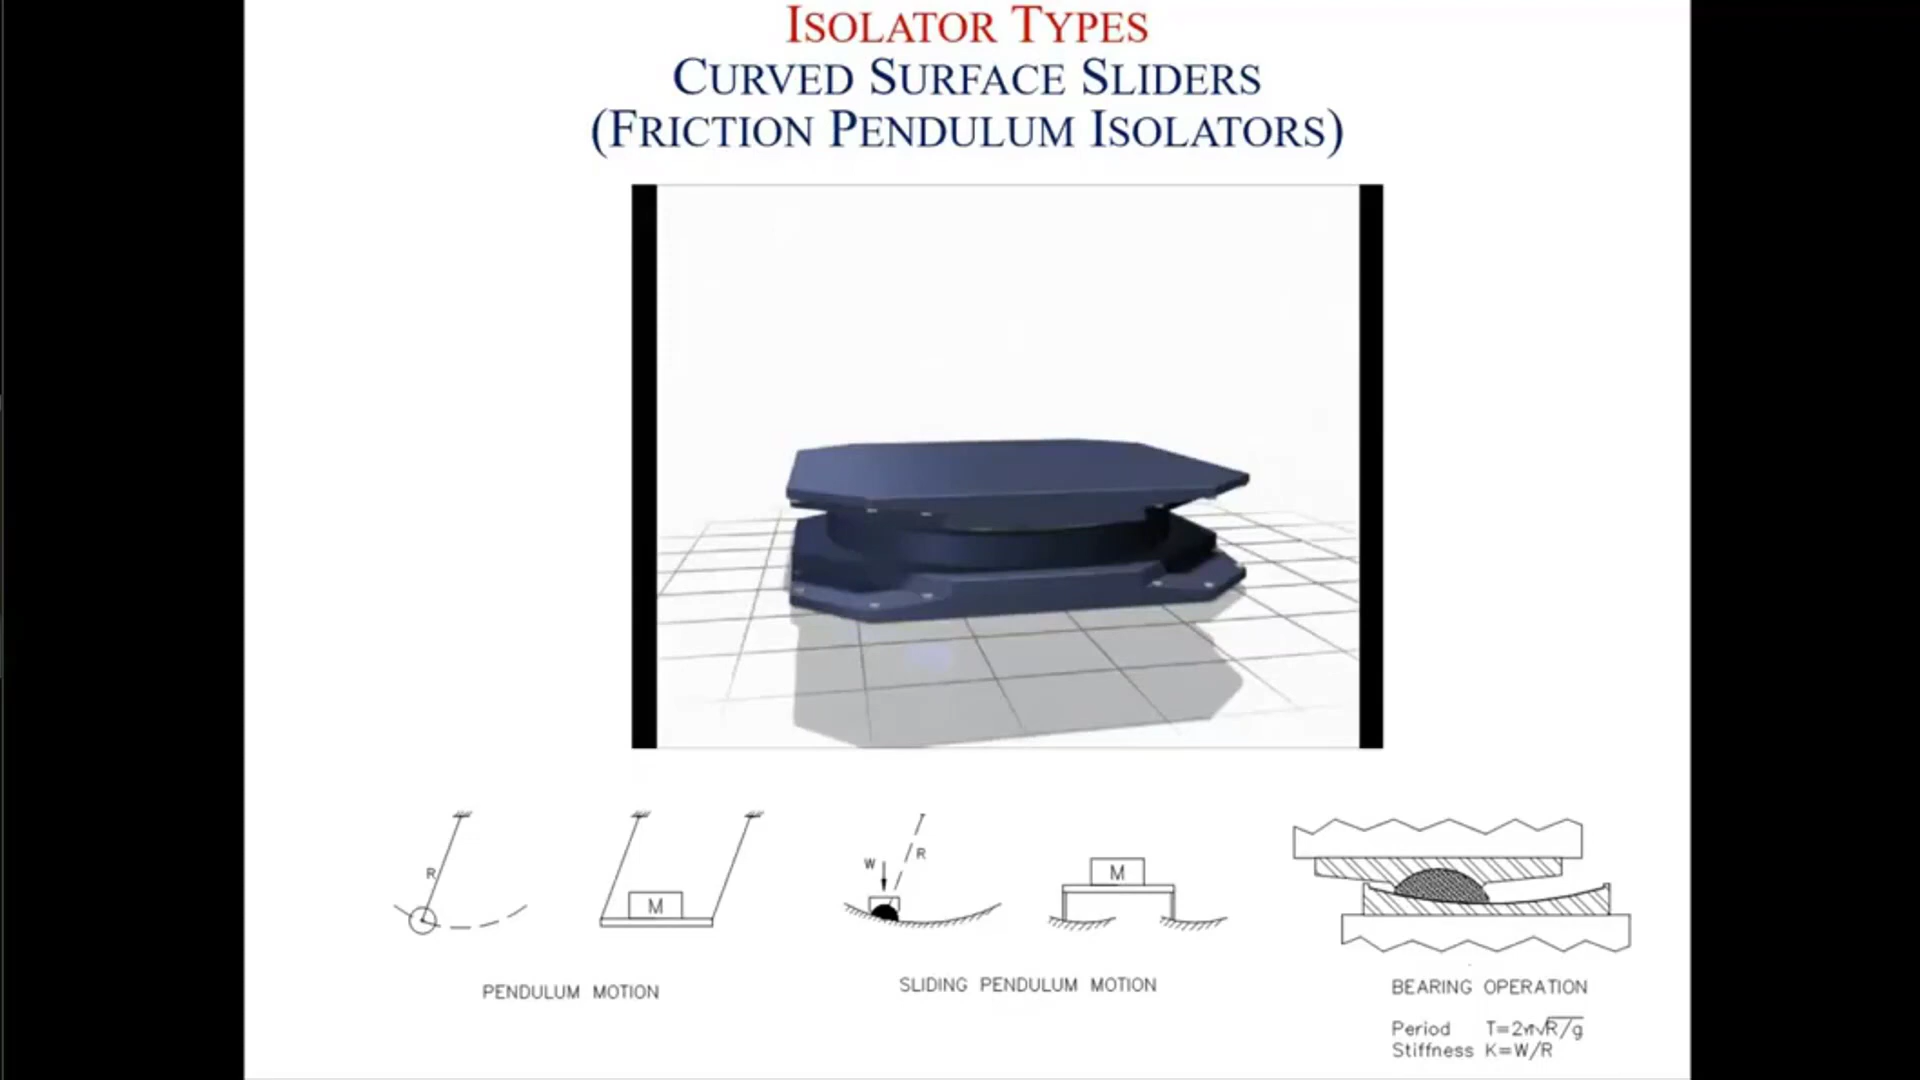 ISOLATOR TYPES
CURVED SURFACE SLIDERS
(FRICTION PENDULUM ISOLATORS)
R
M
W
R
M
PENDULUM MOTION
SLIDING PENDULUM MOTION
BEARING OPERATION
Period T=2π√R/g
Stiffness K=W/R